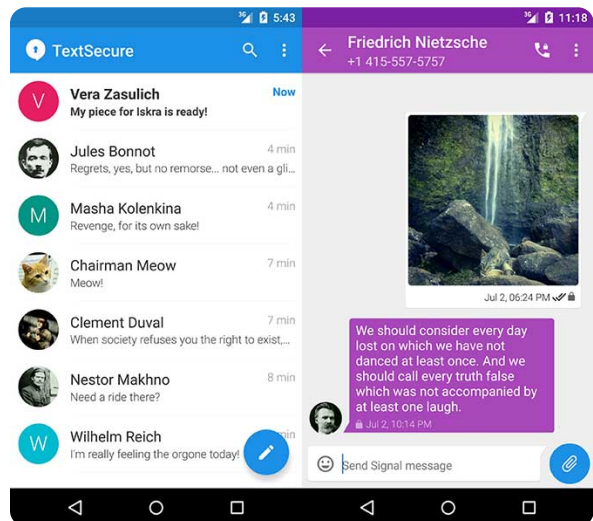 3G 5:43
TextSecure
V
Vera Zasulich Now
My piece for Iskra is ready!
Jules Bonnot 4 min
Regrets, yes, but no remorse... not even a gli...
M
Masha Kolenkina 4 min
Revenge, for its own sake!
Chairman Meow 7 min
Meow!
Clement Duval 7 min
When society refuses you the right to exist,...
Nestor Makhno 8 min
Need a ride there?
W
Wilhelm Reich min
I'm really feeling the orgone today!
3G 11:18
Friedrich Nietzsche
+1 415-557-5757
Jul 2, 06:24 PM
We should consider every day
lost on which we have not
danced at least once. And we
should call every truth false
which was not accompanied by
at least one laugh.
Jul 2, 10:14 PM
Send Signal message